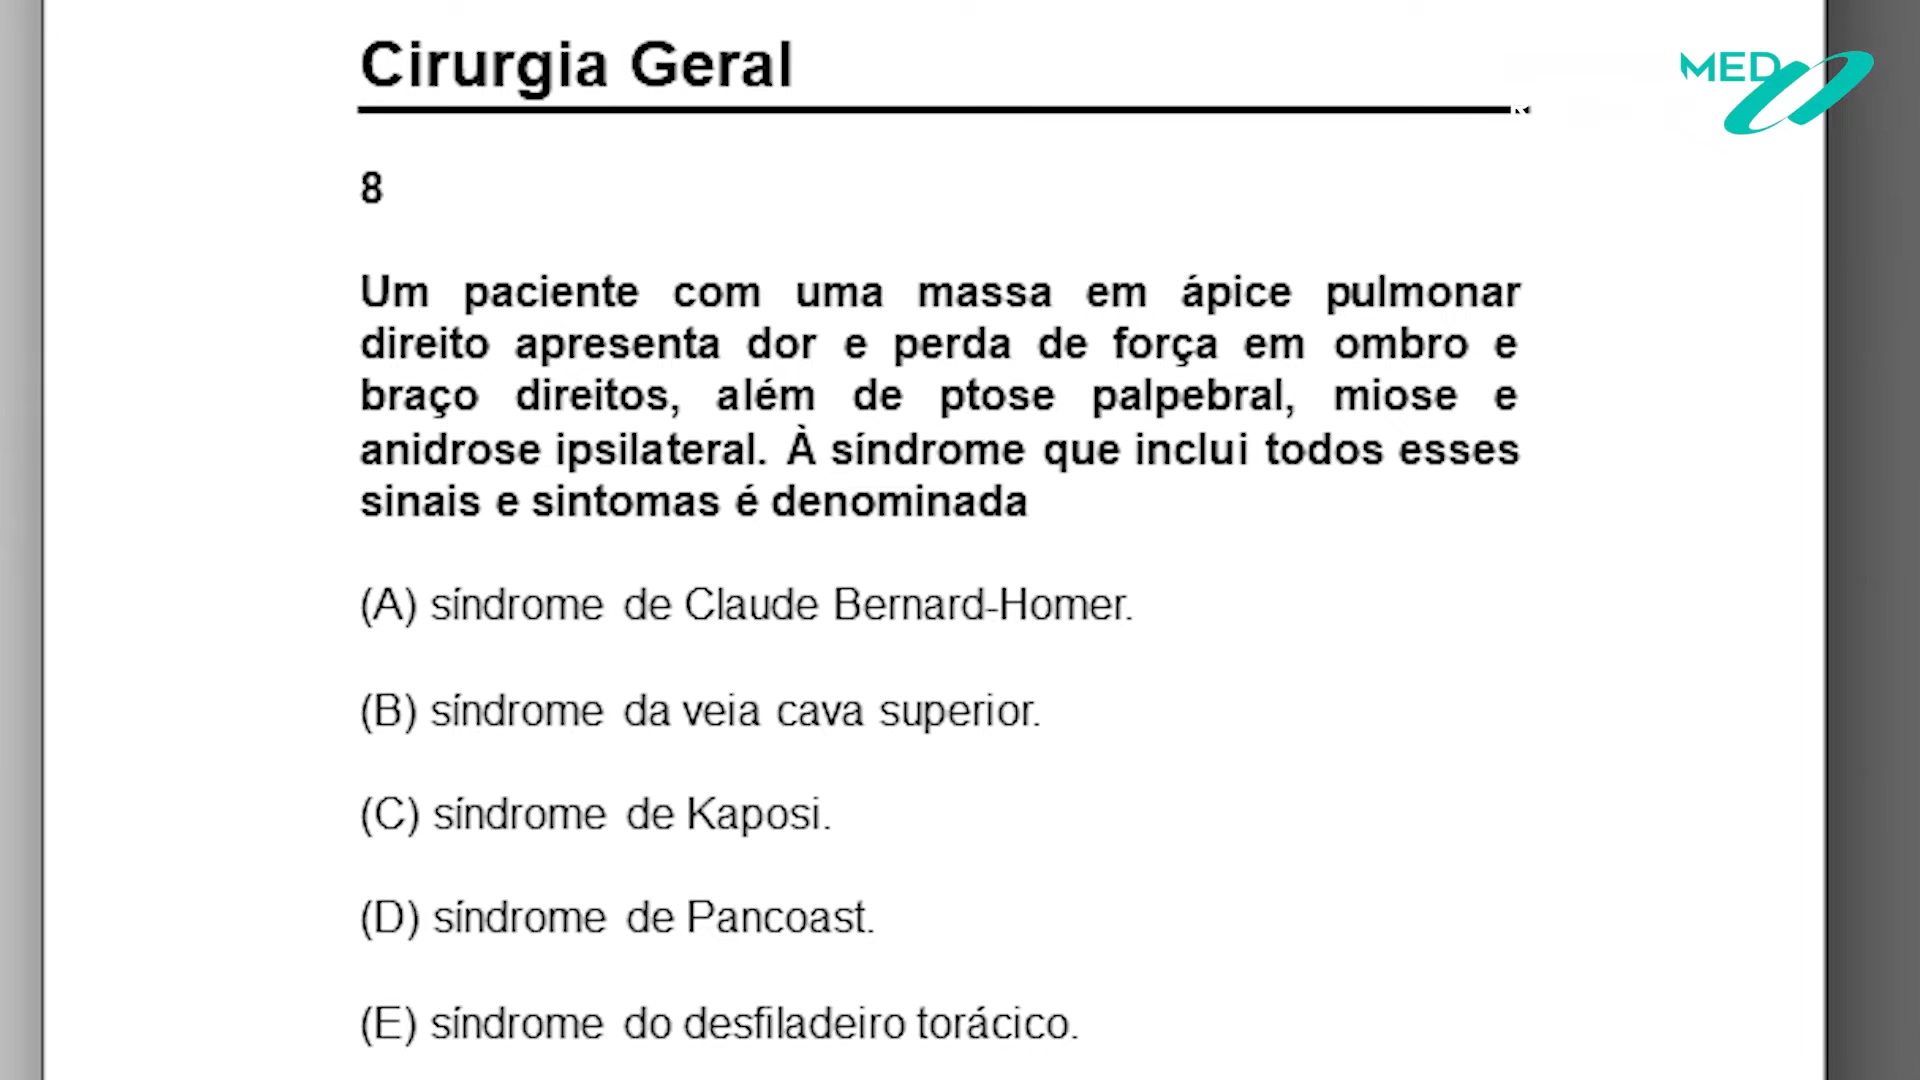 Cirurgia Geral
MED
8
Um paciente com uma massa em ápice pulmonar
direito apresenta dor e perda de força em ombro e
braço direitos, além de ptose palpebral, miose e
anidrose ipsilateral. À síndrome que inclui todos esses
sinais e sintomas é denominada
(A) síndrome de Claude Bernard-Homer.
(B) síndrome da veia cava superior.
(C) síndrome de Kaposi.
(D) síndrome de Pancoast.
(E) síndrome do desfiladeiro torácico.